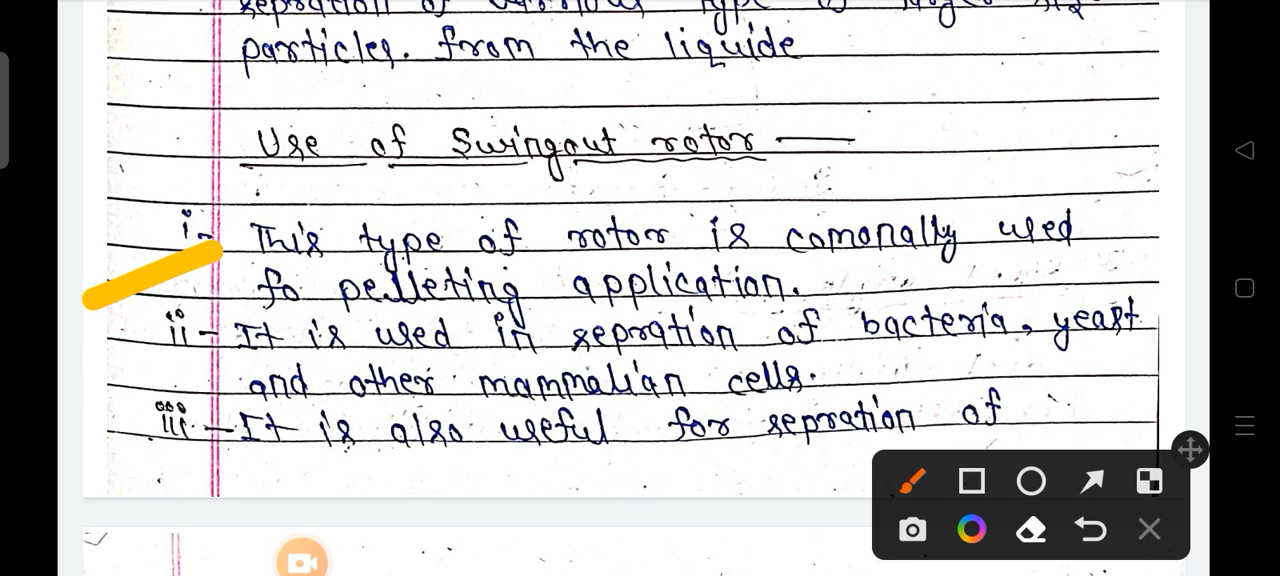 particles. from the liquide
Use of Swingout rotor —
i- This type of rotor is comonally used
fo pelleting application.
ii - It is used in sepration of bacteria, yeast
and other mammalian cells.
iii - It is also useful for sepration of